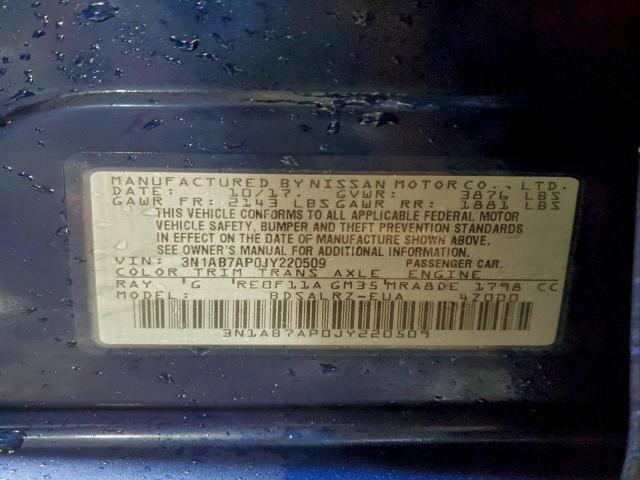 MANUFACTURED BY NISSAN MOTOR CO., LTD.
DATE: 10/17. GVWR: 3876 LBS
GAWR FR: 2143 LBS GAWR RR: 1881 LBS
THIS VEHICLE CONFORMS TO ALL APPLICABLE FEDERAL MOTOR
VEHICLE SAFETY, BUMPER AND THEFT PREVENTION STANDARDS
IN EFFECT ON THE DATE OF MANUFACTURE SHOWN ABOVE.
SEE OWNER'S MANUAL FOR ADDITIONAL INFORMATION.
VIN: 3N1AB7AP0JY220509 PASSENGER CAR.
COLOR TRIM TRANS AXLE ENGINE
RAY G RE0F11A GM35 MRA8DE 1798 CC
MODEL: BDSALRZ-EUA 4Z000
3N1AB7AP0JY220509